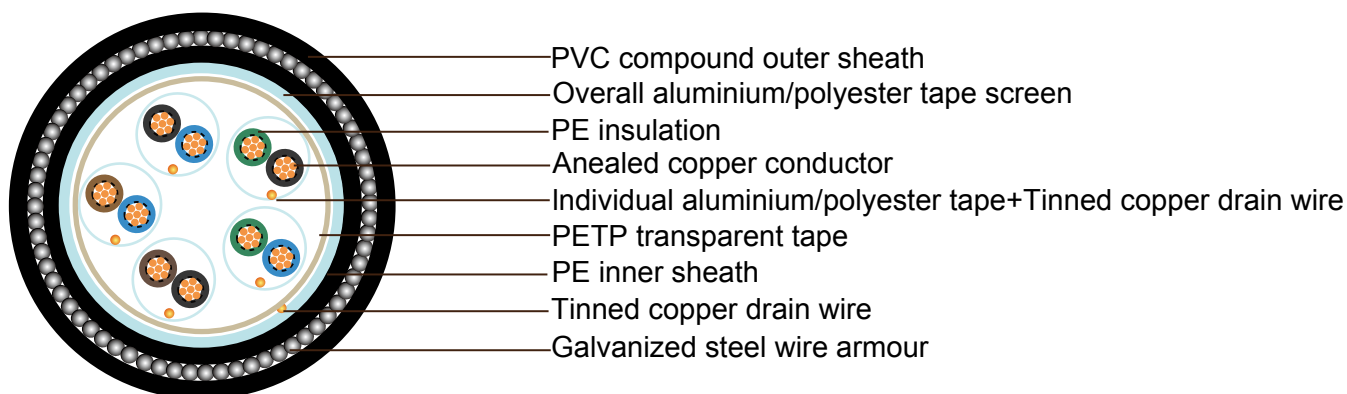 PVC compound outer sheath
Overall aluminium/polyester tape screen
PE insulation
Anealed copper conductor
Individual aluminium/polyester tape+Tinned copper drain wire
PETP transparent tape
PE inner sheath
Tinned copper drain wire
Galvanized steel wire armour